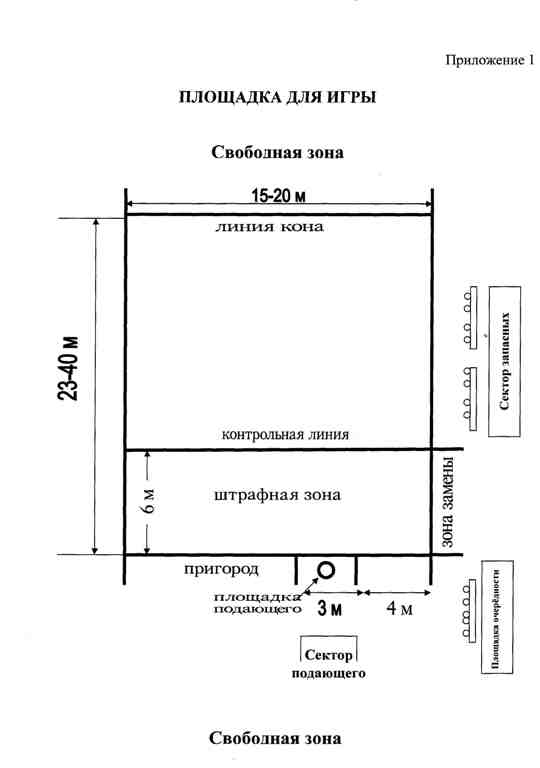 Приложение 1
ПЛОЩАДКА ДЛЯ ИГРЫ
Свободная зона
15-20 м
ЛИНИЯ КОНА
23-40 м
Сектор запасных
контрольная линия
6 м
штрафная зона
зона замены
пригород
площадка
подающего
3 м
4 м
Площадка очерёдности
Сектор
подающего
Свободная зона